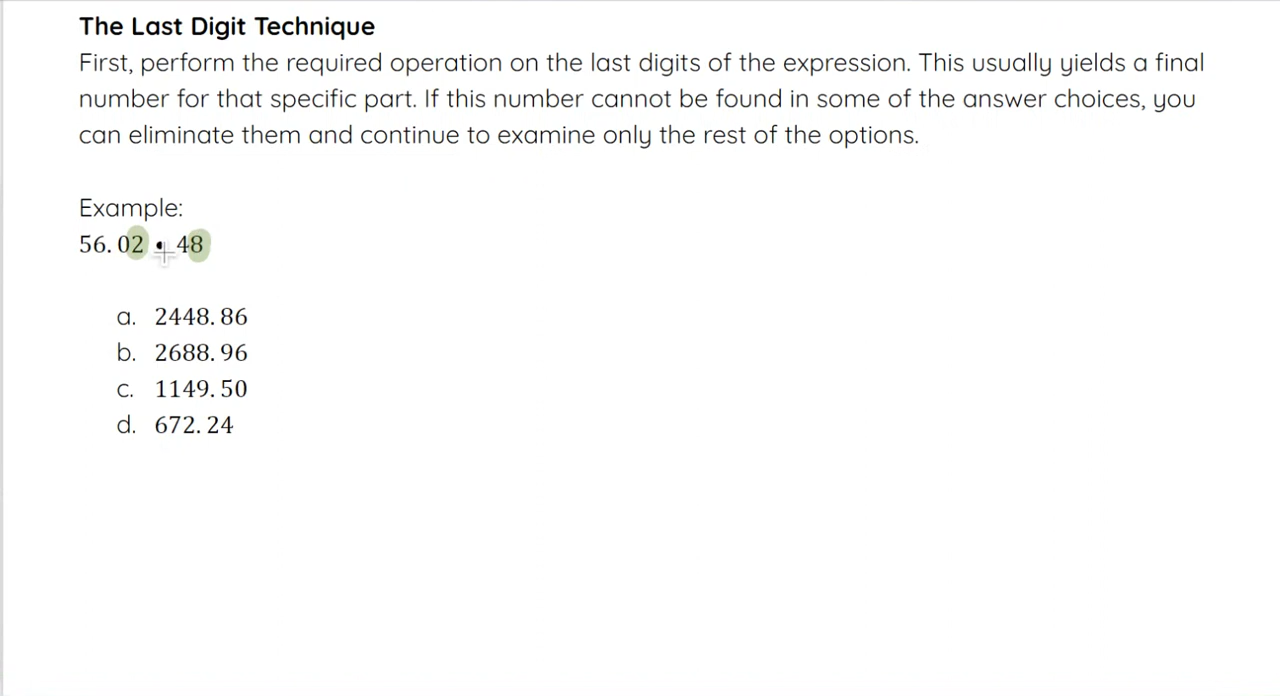 The Last Digit Technique
First, perform the required operation on the last digits of the expression. This usually yields a final
number for that specific part. If this number cannot be found in some of the answer choices, you
can eliminate them and continue to examine only the rest of the options.
Example:
56.02 • 48
a. 2448.86
b. 2688.96
c. 1149.50
d. 672.24